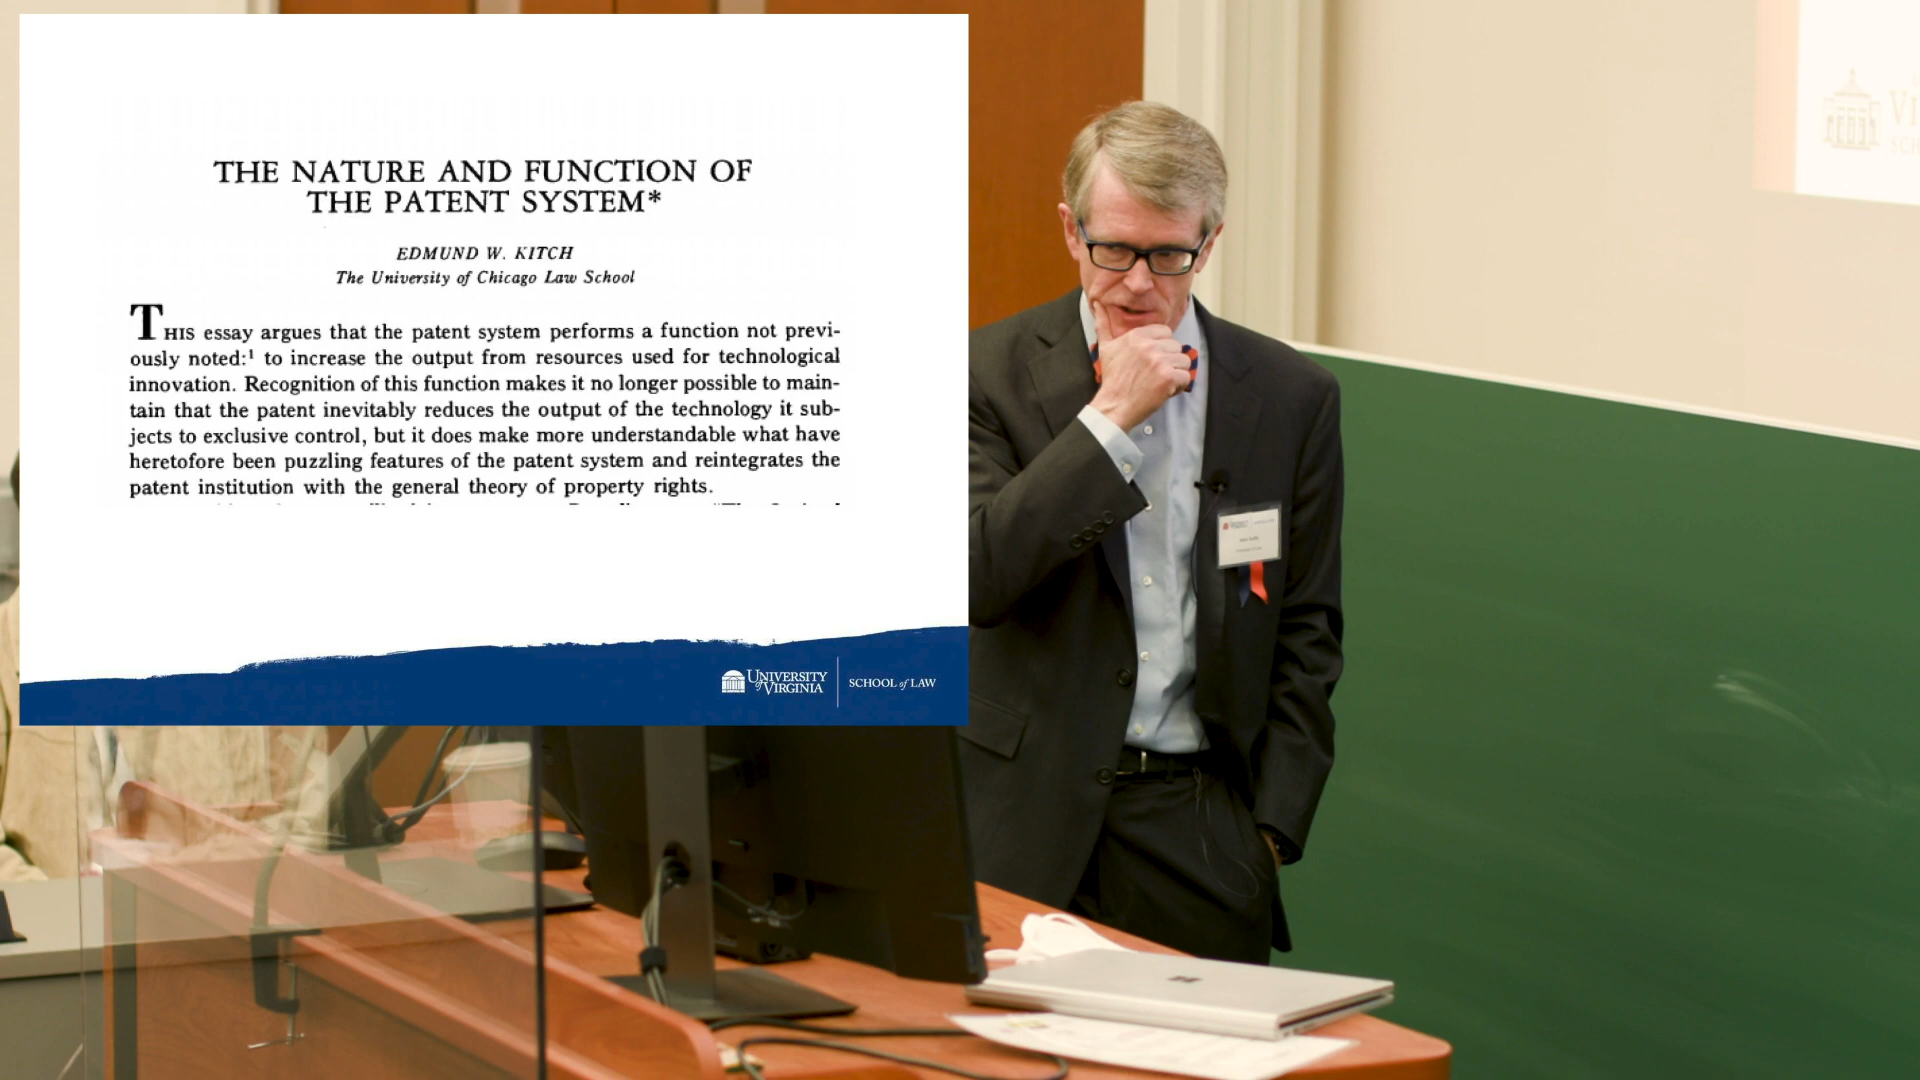 THE NATURE AND FUNCTION OF
THE PATENT SYSTEM*
EDMUND W. KITCH
The University of Chicago Law School
THIS essay argues that the patent system performs a function not previ-
ously noted:¹ to increase the output from resources used for technological
innovation. Recognition of this function makes it no longer possible to main-
tain that the patent inevitably reduces the output of the technology it sub-
jects to exclusive control, but it does make more understandable what have
heretofore been puzzling features of the patent system and reintegrates the
patent institution with the general theory of property rights.
UNIVERSITY of VIRGINIA
SCHOOL of LAW